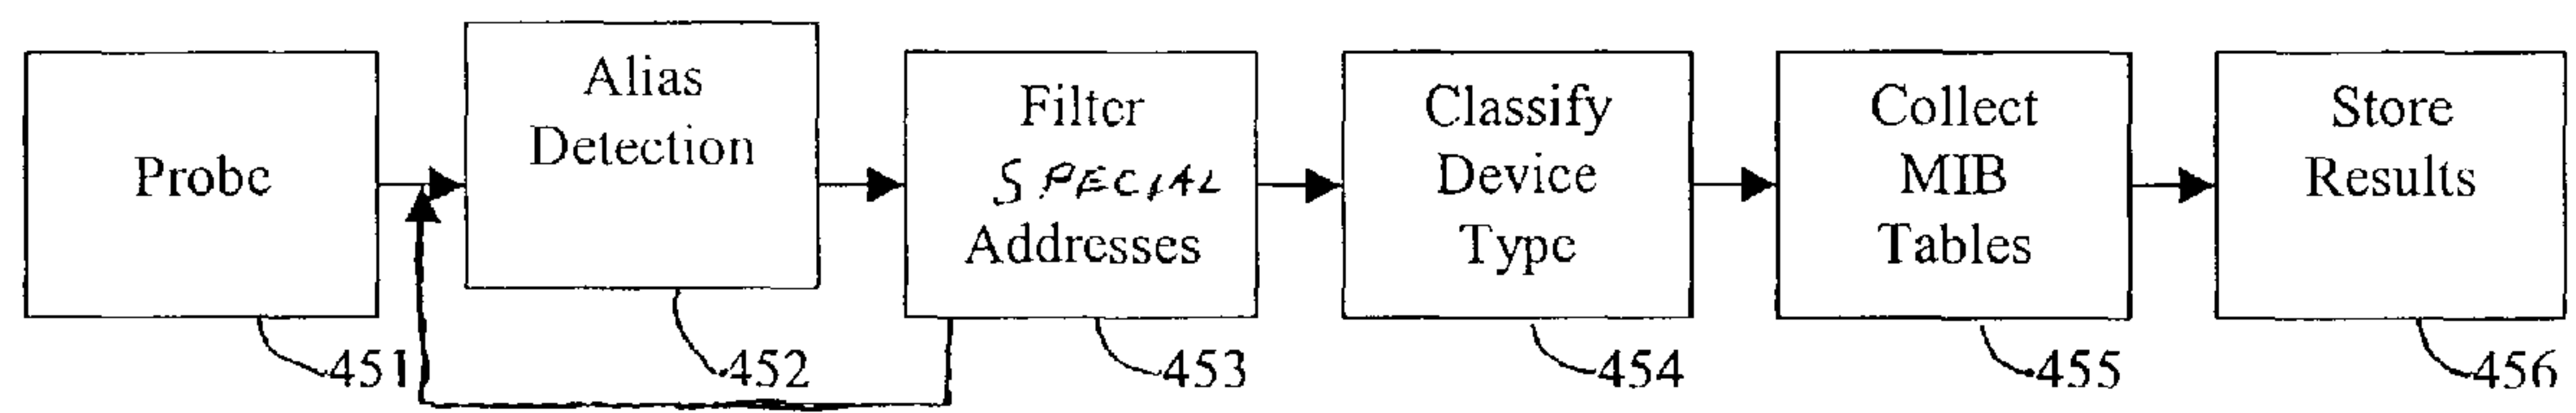 Probe
Alias
Detection
Filter
SPECIAL
Addresses
Classify
Device
Type
Collect
MIB
Tables
Store
Results
451
452
453
454
455
456